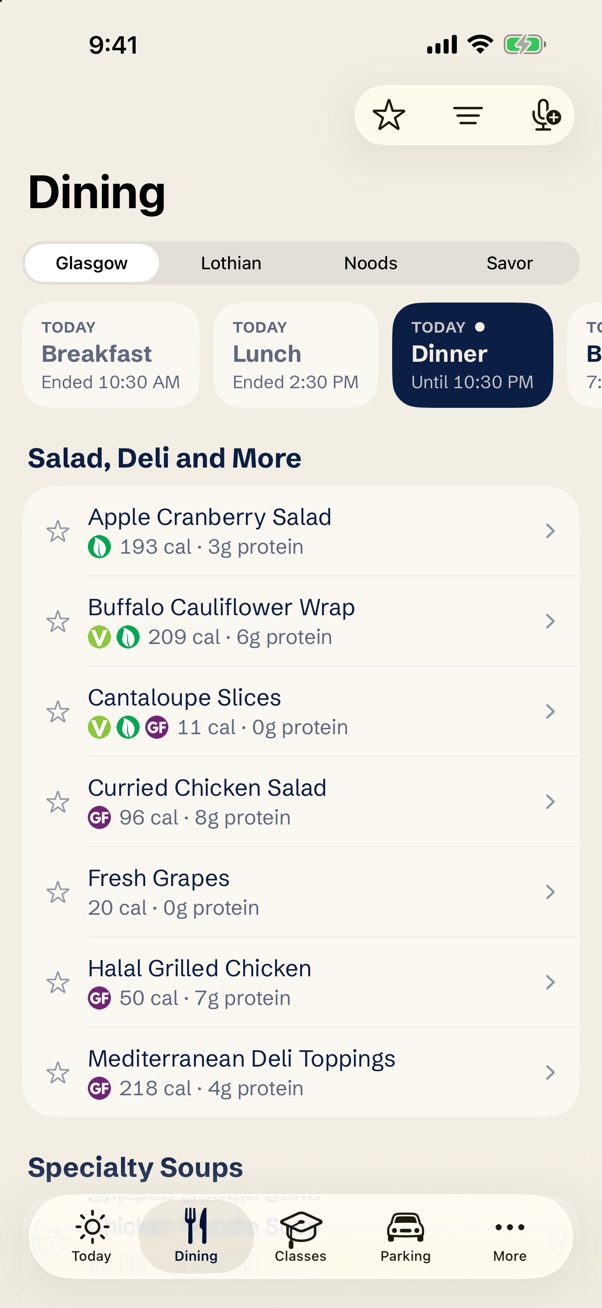 9:41
Dining
Glasgow
Lothian
Noods
Savor
TODAY
Breakfast
Ended 10:30 AM
TODAY
Lunch
Ended 2:30 PM
TODAY
Dinner
Until 10:30 PM
Salad, Deli and More
Apple Cranberry Salad
193 cal · 3g protein
Buffalo Cauliflower Wrap
V 209 cal · 6g protein
Cantaloupe Slices
V GF 11 cal · 0g protein
Curried Chicken Salad
GF 96 cal · 8g protein
Fresh Grapes
20 cal · 0g protein
Halal Grilled Chicken
GF 50 cal · 7g protein
Mediterranean Deli Toppings
GF 218 cal · 4g protein
Specialty Soups
Today
Dining
Classes
Parking
More